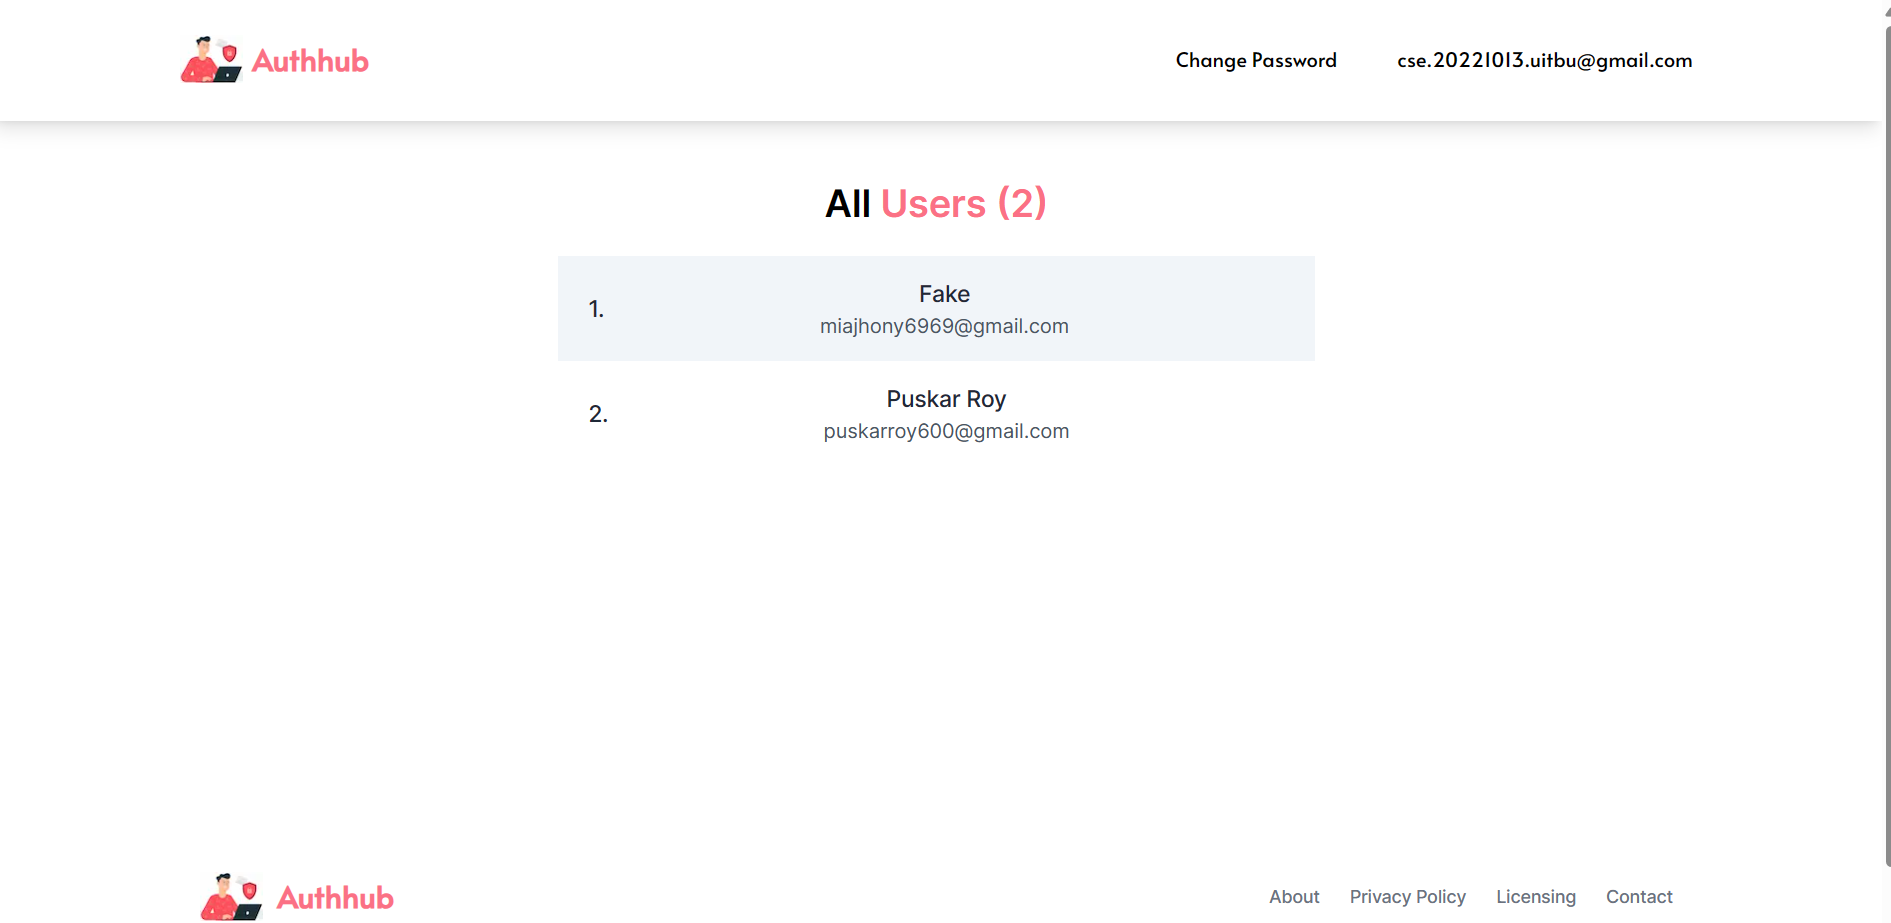 Authhub
Change Password
cse.20221013.uitbu@gmail.com
All Users (2)
1.
Fake
miajhony6969@gmail.com
2.
Puskar Roy
puskarroy600@gmail.com
Authhub
About
Privacy Policy
Licensing
Contact